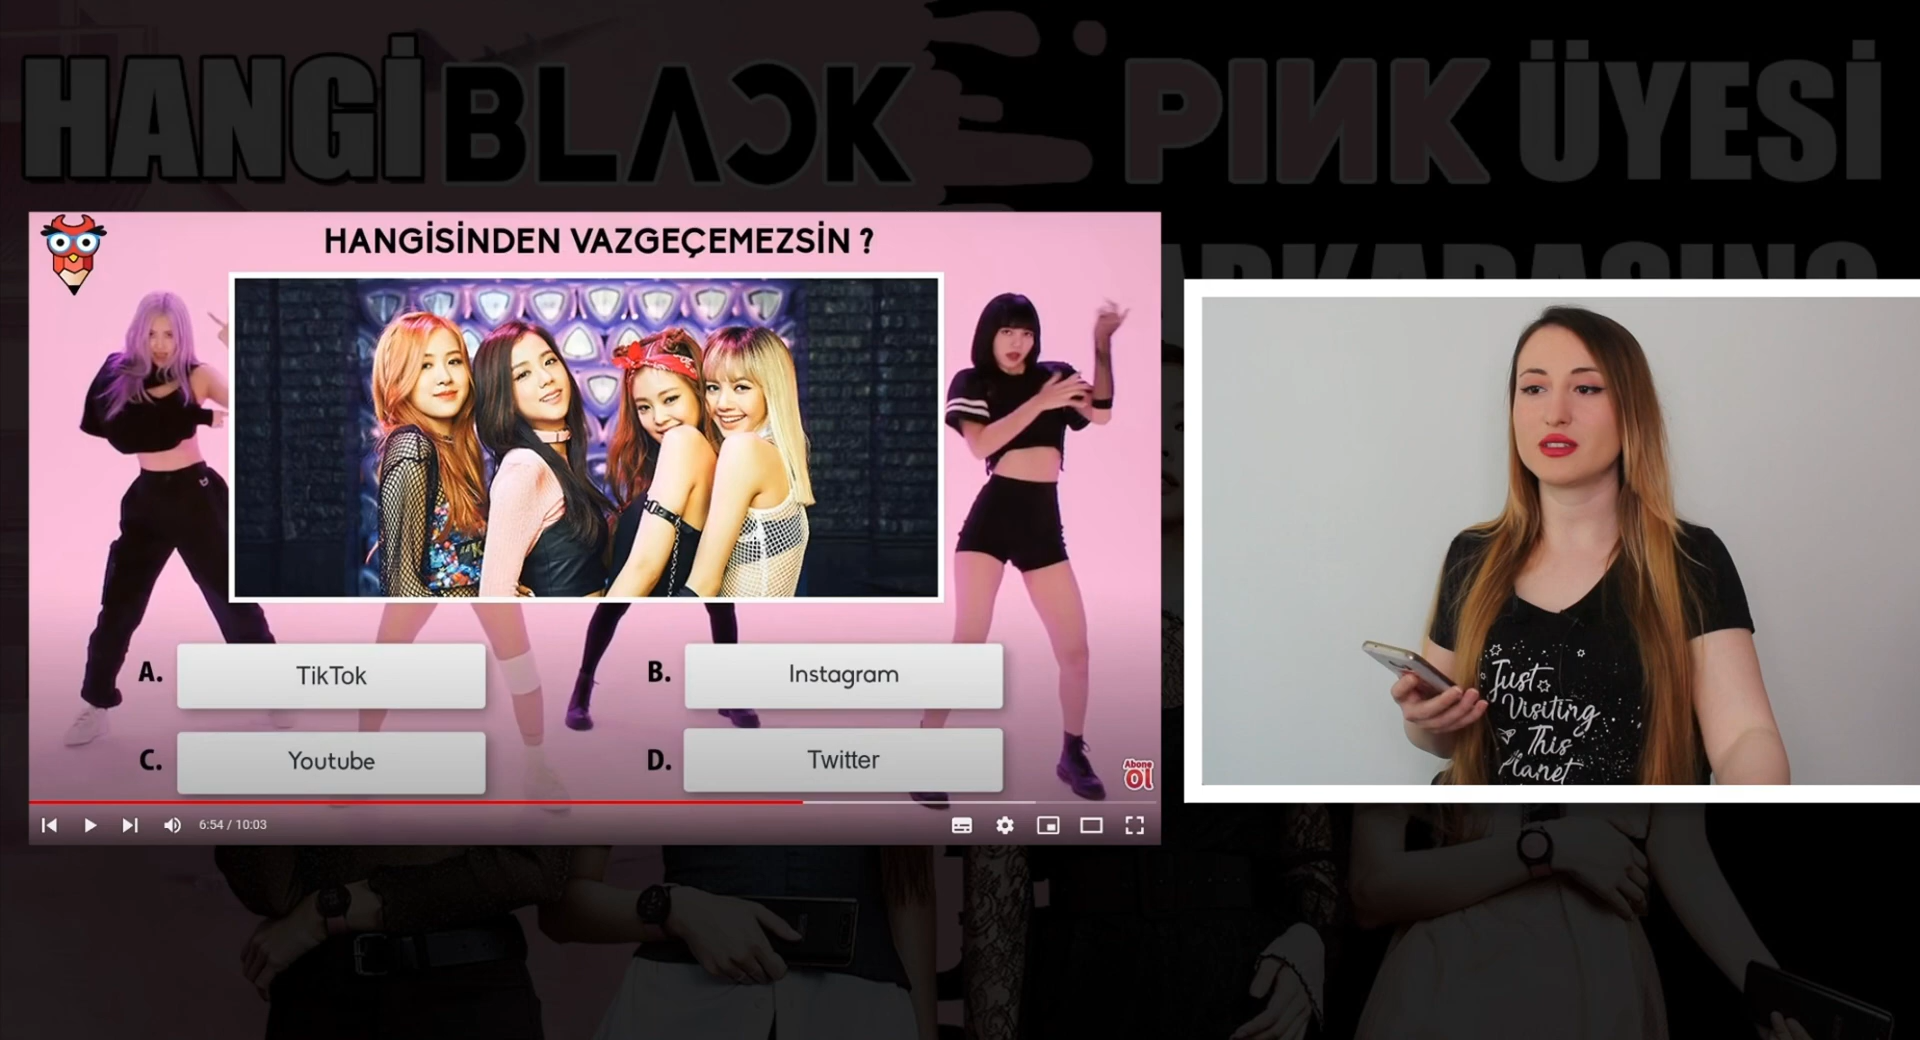 HANGİ BLACK PINK ÜYESİ
HANGİSİNDEN VAZGEÇEMEZSİN ?
A. TikTok
B. Instagram
C. Youtube
D. Twitter
Abone
Ol
6:54 / 10:03
Just
Visiting
This
Planet